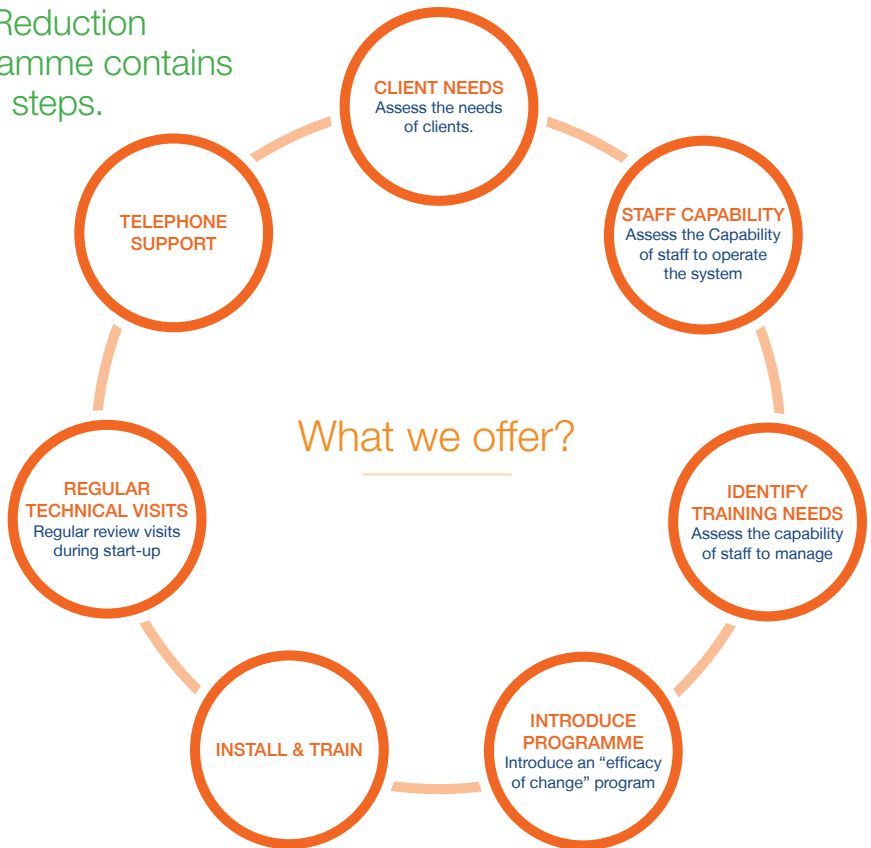 Reduction
amme contains
steps.
CLIENT NEEDS
Assess the needs
of clients.
STAFF CAPABILITY
Assess the Capability
of staff to operate
the system
IDENTIFY
TRAINING NEEDS
Assess the capability
of staff to manage
INTRODUCE
PROGRAMME
Introduce an “efficacy
of change” program
INSTALL & TRAIN
REGULAR
TECHNICAL VISITS
Regular review visits
during start-up
TELEPHONE
SUPPORT
What we offer?